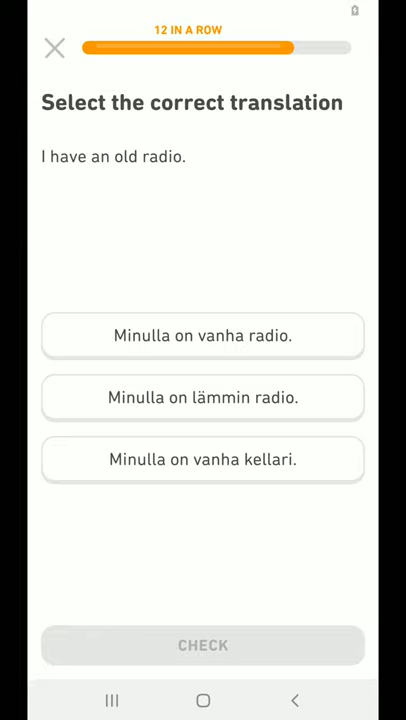 12 IN A ROW
Select the correct translation
I have an old radio.
Minulla on vanha radio.
Minulla on lämmin radio.
Minulla on vanha kellari.
CHECK